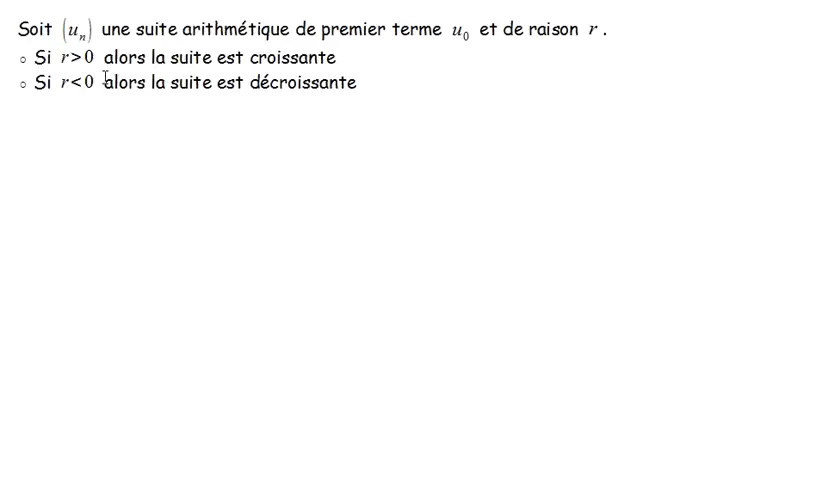 Soit (uₙ) une suite arithmétique de premier terme u₀ et de raison r.
◦ Si r>0 alors la suite est croissante
◦ Si r<0 alors la suite est décroissante